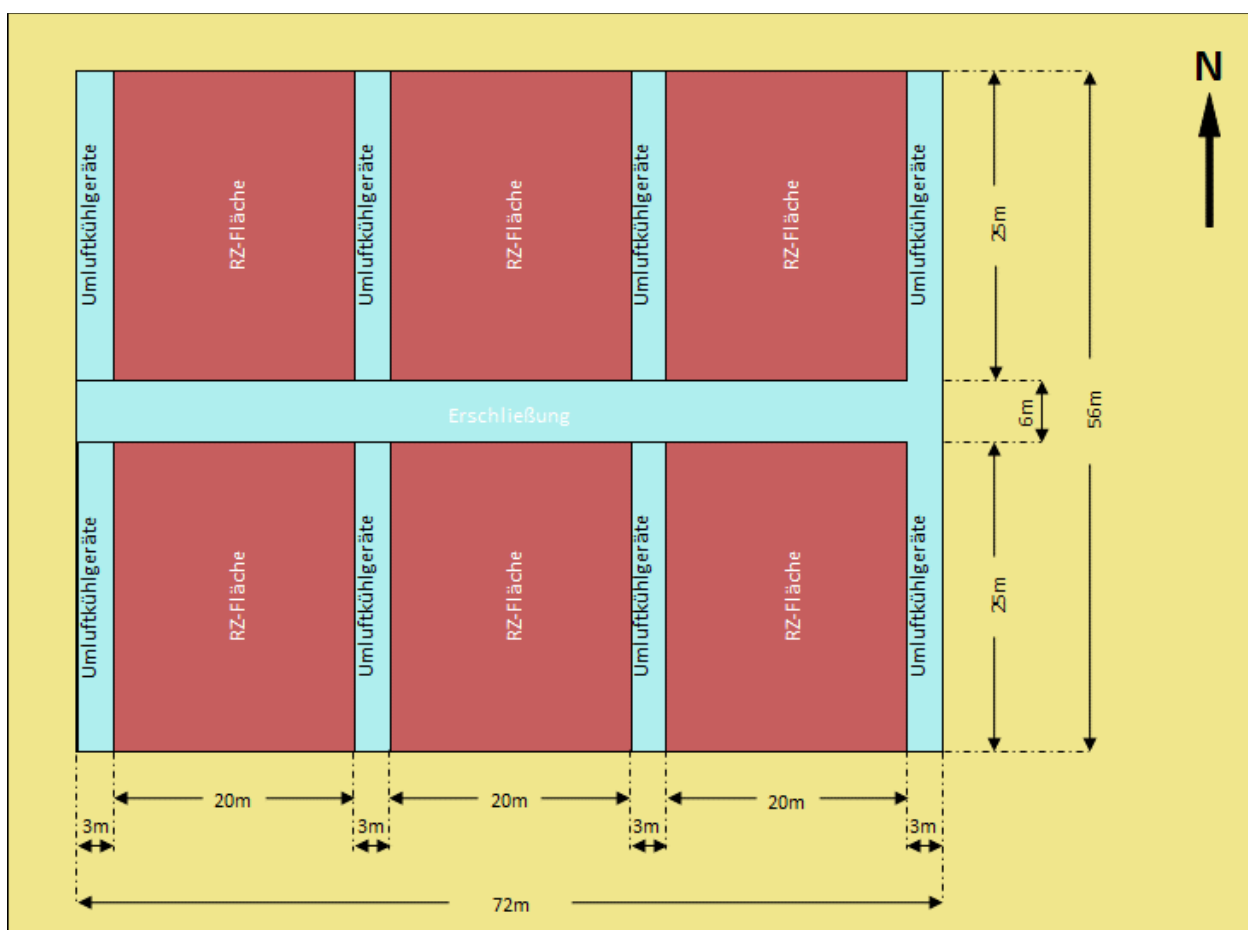 N
Umluftkühlgeräte
RZ-Fläche
Umluftkühlgeräte
RZ-Fläche
Umluftkühlgeräte
RZ-Fläche
Umluftkühlgeräte
25m
Erschließung
6m
56m
Umluftkühlgeräte
RZ-Fläche
Umluftkühlgeräte
RZ-Fläche
Umluftkühlgeräte
RZ-Fläche
Umluftkühlgeräte
25m
20m
20m
20m
3m
3m
3m
3m
72m